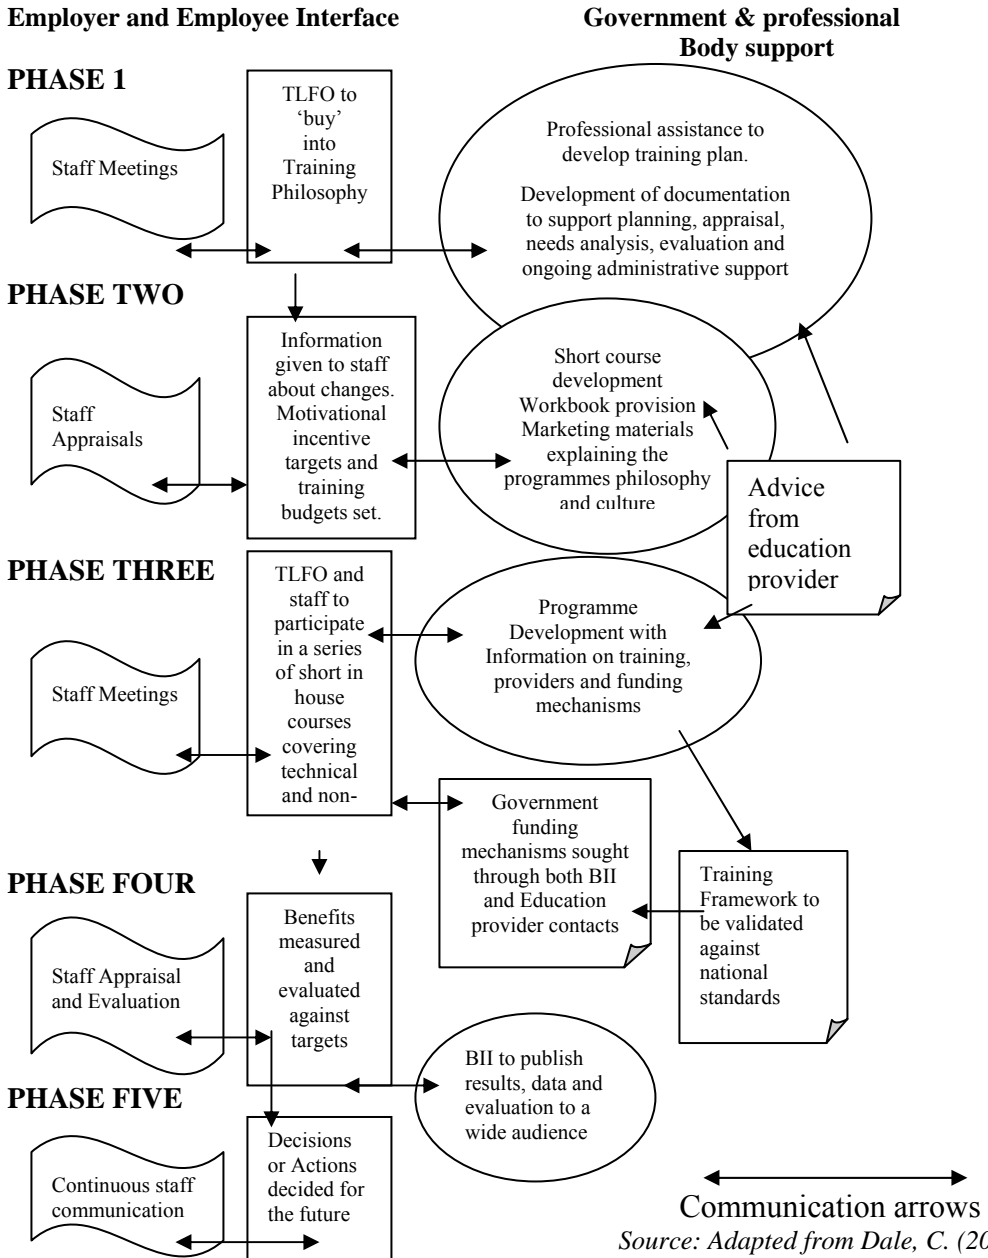 Employer and Employee Interface
Government & professional
Body support
PHASE 1
Staff Meetings
TLFO to
‘buy’
into
Training
Philosophy
Professional assistance to
develop training plan.
Development of documentation
to support planning, appraisal,
needs analysis, evaluation and
ongoing administrative support
PHASE TWO
Staff
Appraisals
Information
given to staff
about changes.
Motivational
incentive
targets and
training
budgets set.
Short course
development
Workbook provision
Marketing materials
explaining the
programmes philosophy
and culture
Advice
from
education
provider
PHASE THREE
Staff Meetings
TLFO and
staff to
participate
in a series
of short in
house
courses
covering
technical
and non-
Programme
Development with
Information on training,
providers and funding
mechanisms
Government
funding
mechanisms sought
through both BII
and Education
provider contacts
Training
Framework to
be validated
against
national
standards
PHASE FOUR
Staff Appraisal
and Evaluation
Benefits
measured
and
evaluated
against
targets
BII to publish
results, data and
evaluation to a
wide audience
PHASE FIVE
Continuous staff
communication
Decisions
or Actions
decided for
the future
Communication arrows
Source: Adapted from Dale, C. (20